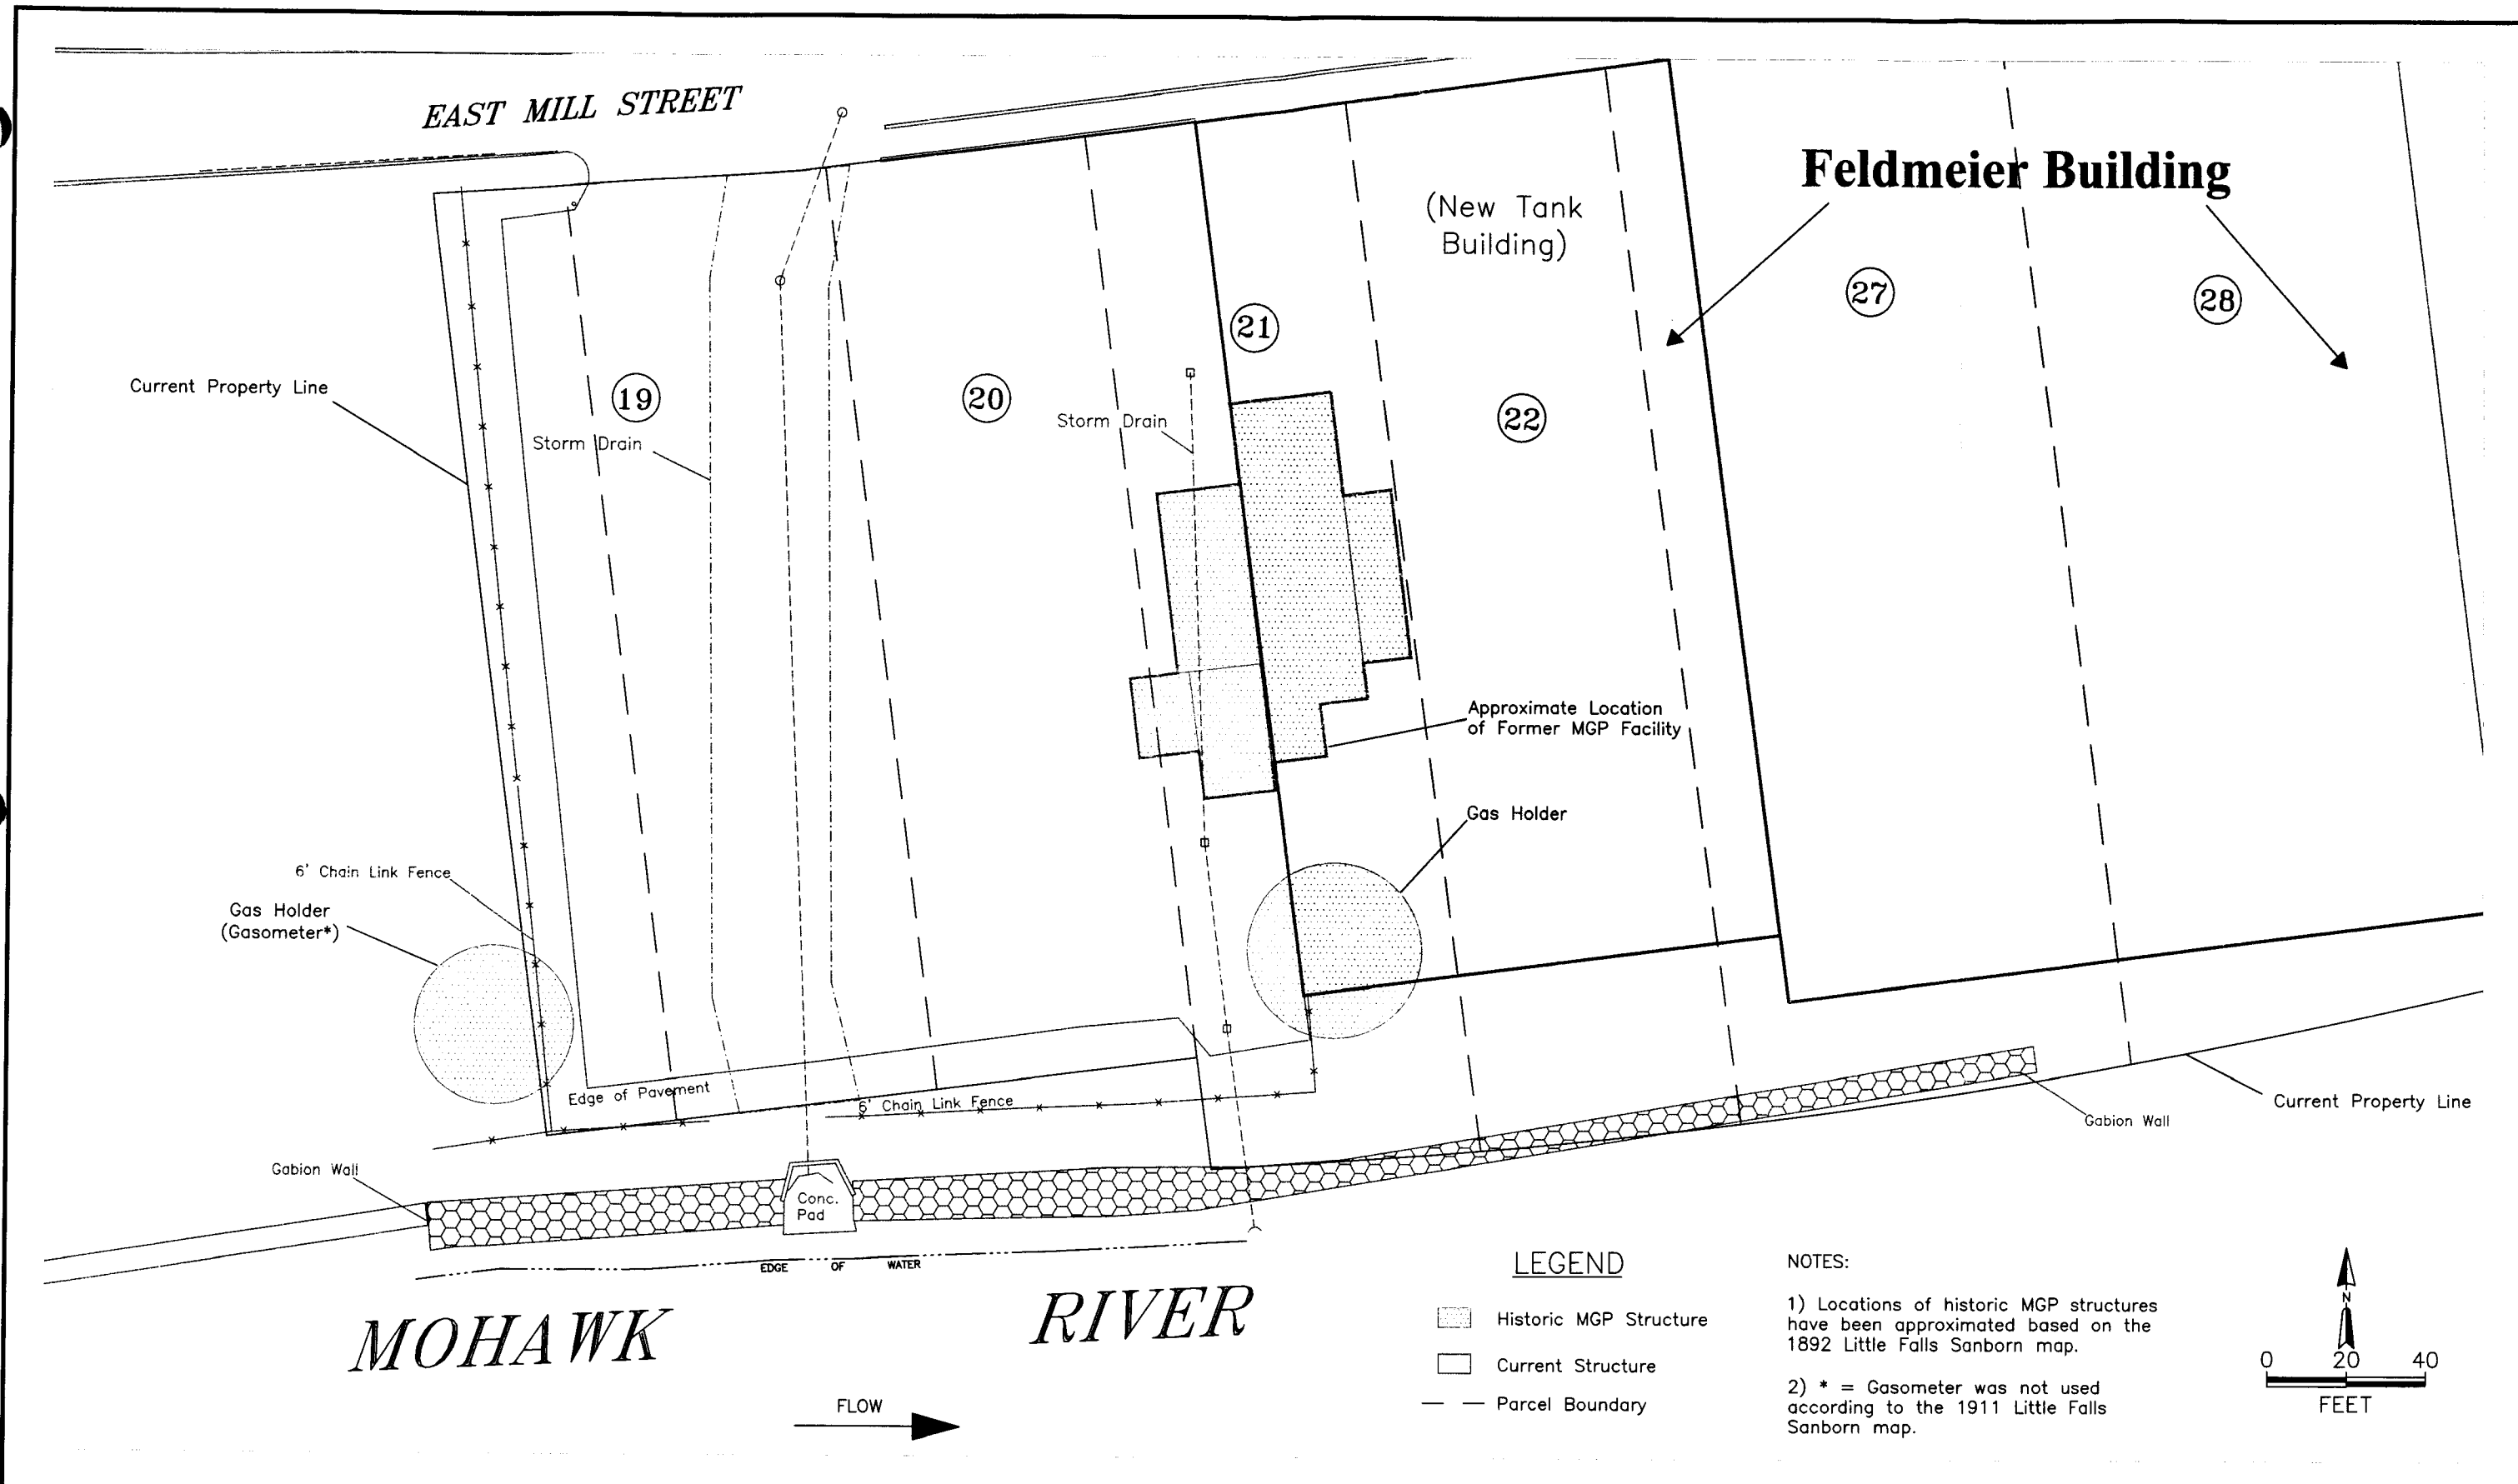 EAST MILL STREET
Feldmeier Building
(New Tank
Building)
27
28
21
Current Property Line
19
20
22
Storm Drain
Storm Drain
Approximate Location
of Former MGP Facility
Gas Holder
6' Chain Link Fence
Gas Holder
(Gasometer*)
Edge of Pavement
6' Chain Link Fence
Current Property Line
Gabion Wall
Gabion Wall
Conc.
Pad
EDGE OF WATER
MOHAWK RIVER
FLOW
LEGEND
Historic MGP Structure
Current Structure
Parcel Boundary
NOTES:
1) Locations of historic MGP structures
have been approximated based on the
1892 Little Falls Sanborn map.
2) * = Gasometer was not used
according to the 1911 Little Falls
Sanborn map.
N
0 20 40
FEET